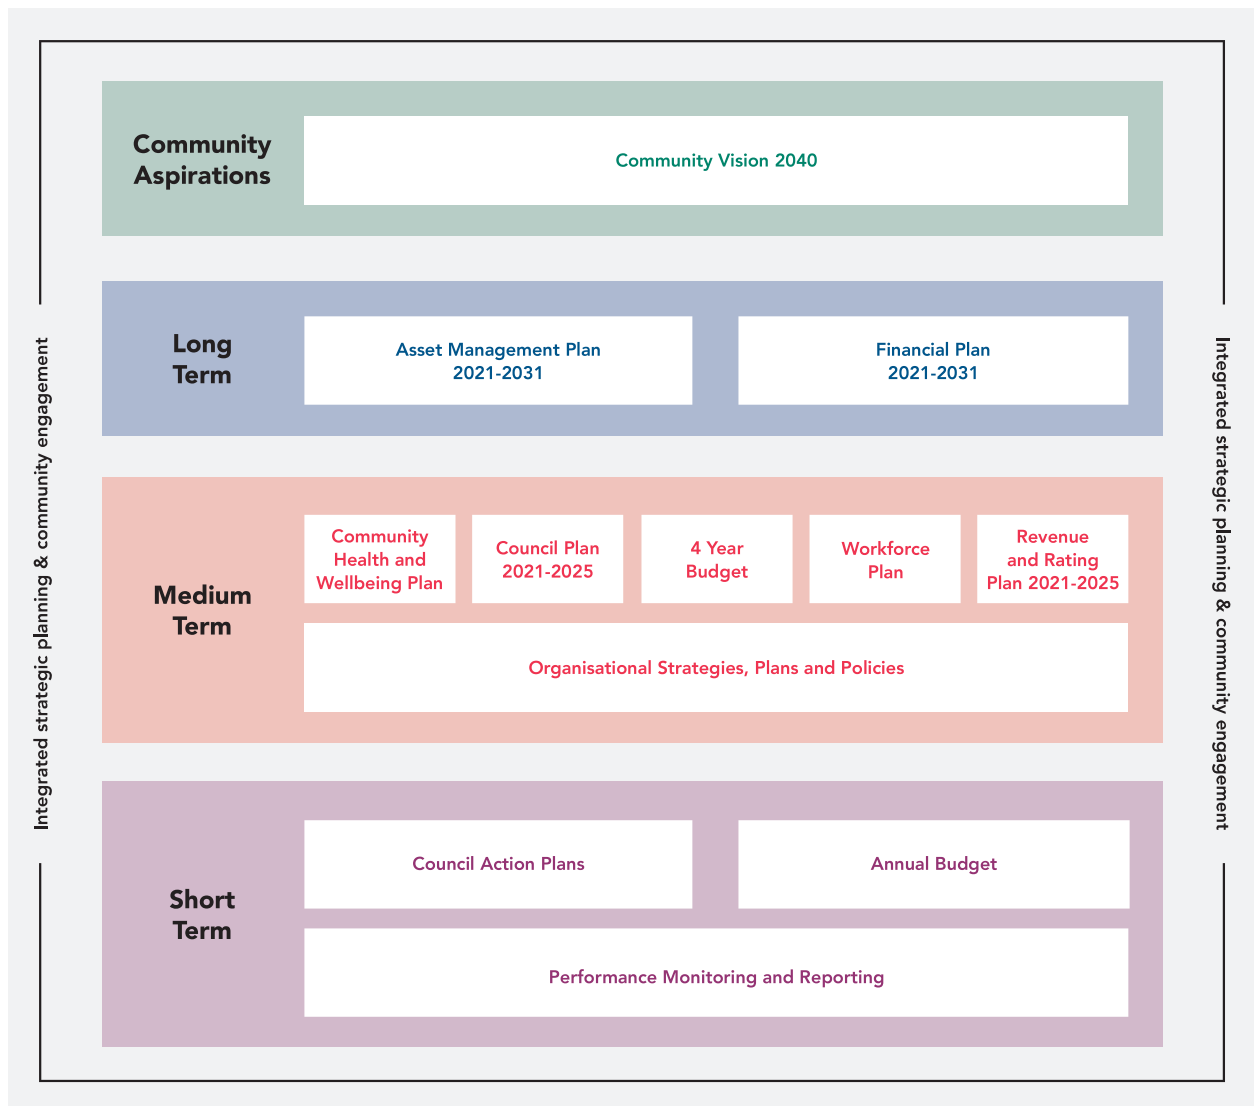 Community
Aspirations
Community Vision 2040
Long
Term
Asset Management Plan
2021-2031
Financial Plan
2021-2031
Medium
Term
Community
Health and
Wellbeing Plan
Council Plan
2021-2025
4 Year
Budget
Workforce
Plan
Revenue
and Rating
Plan 2021-2025
Organisational Strategies, Plans and Policies
Short
Term
Council Action Plans
Annual Budget
Performance Monitoring and Reporting
Integrated strategic planning & community engagement
Integrated strategic planning & community engagement